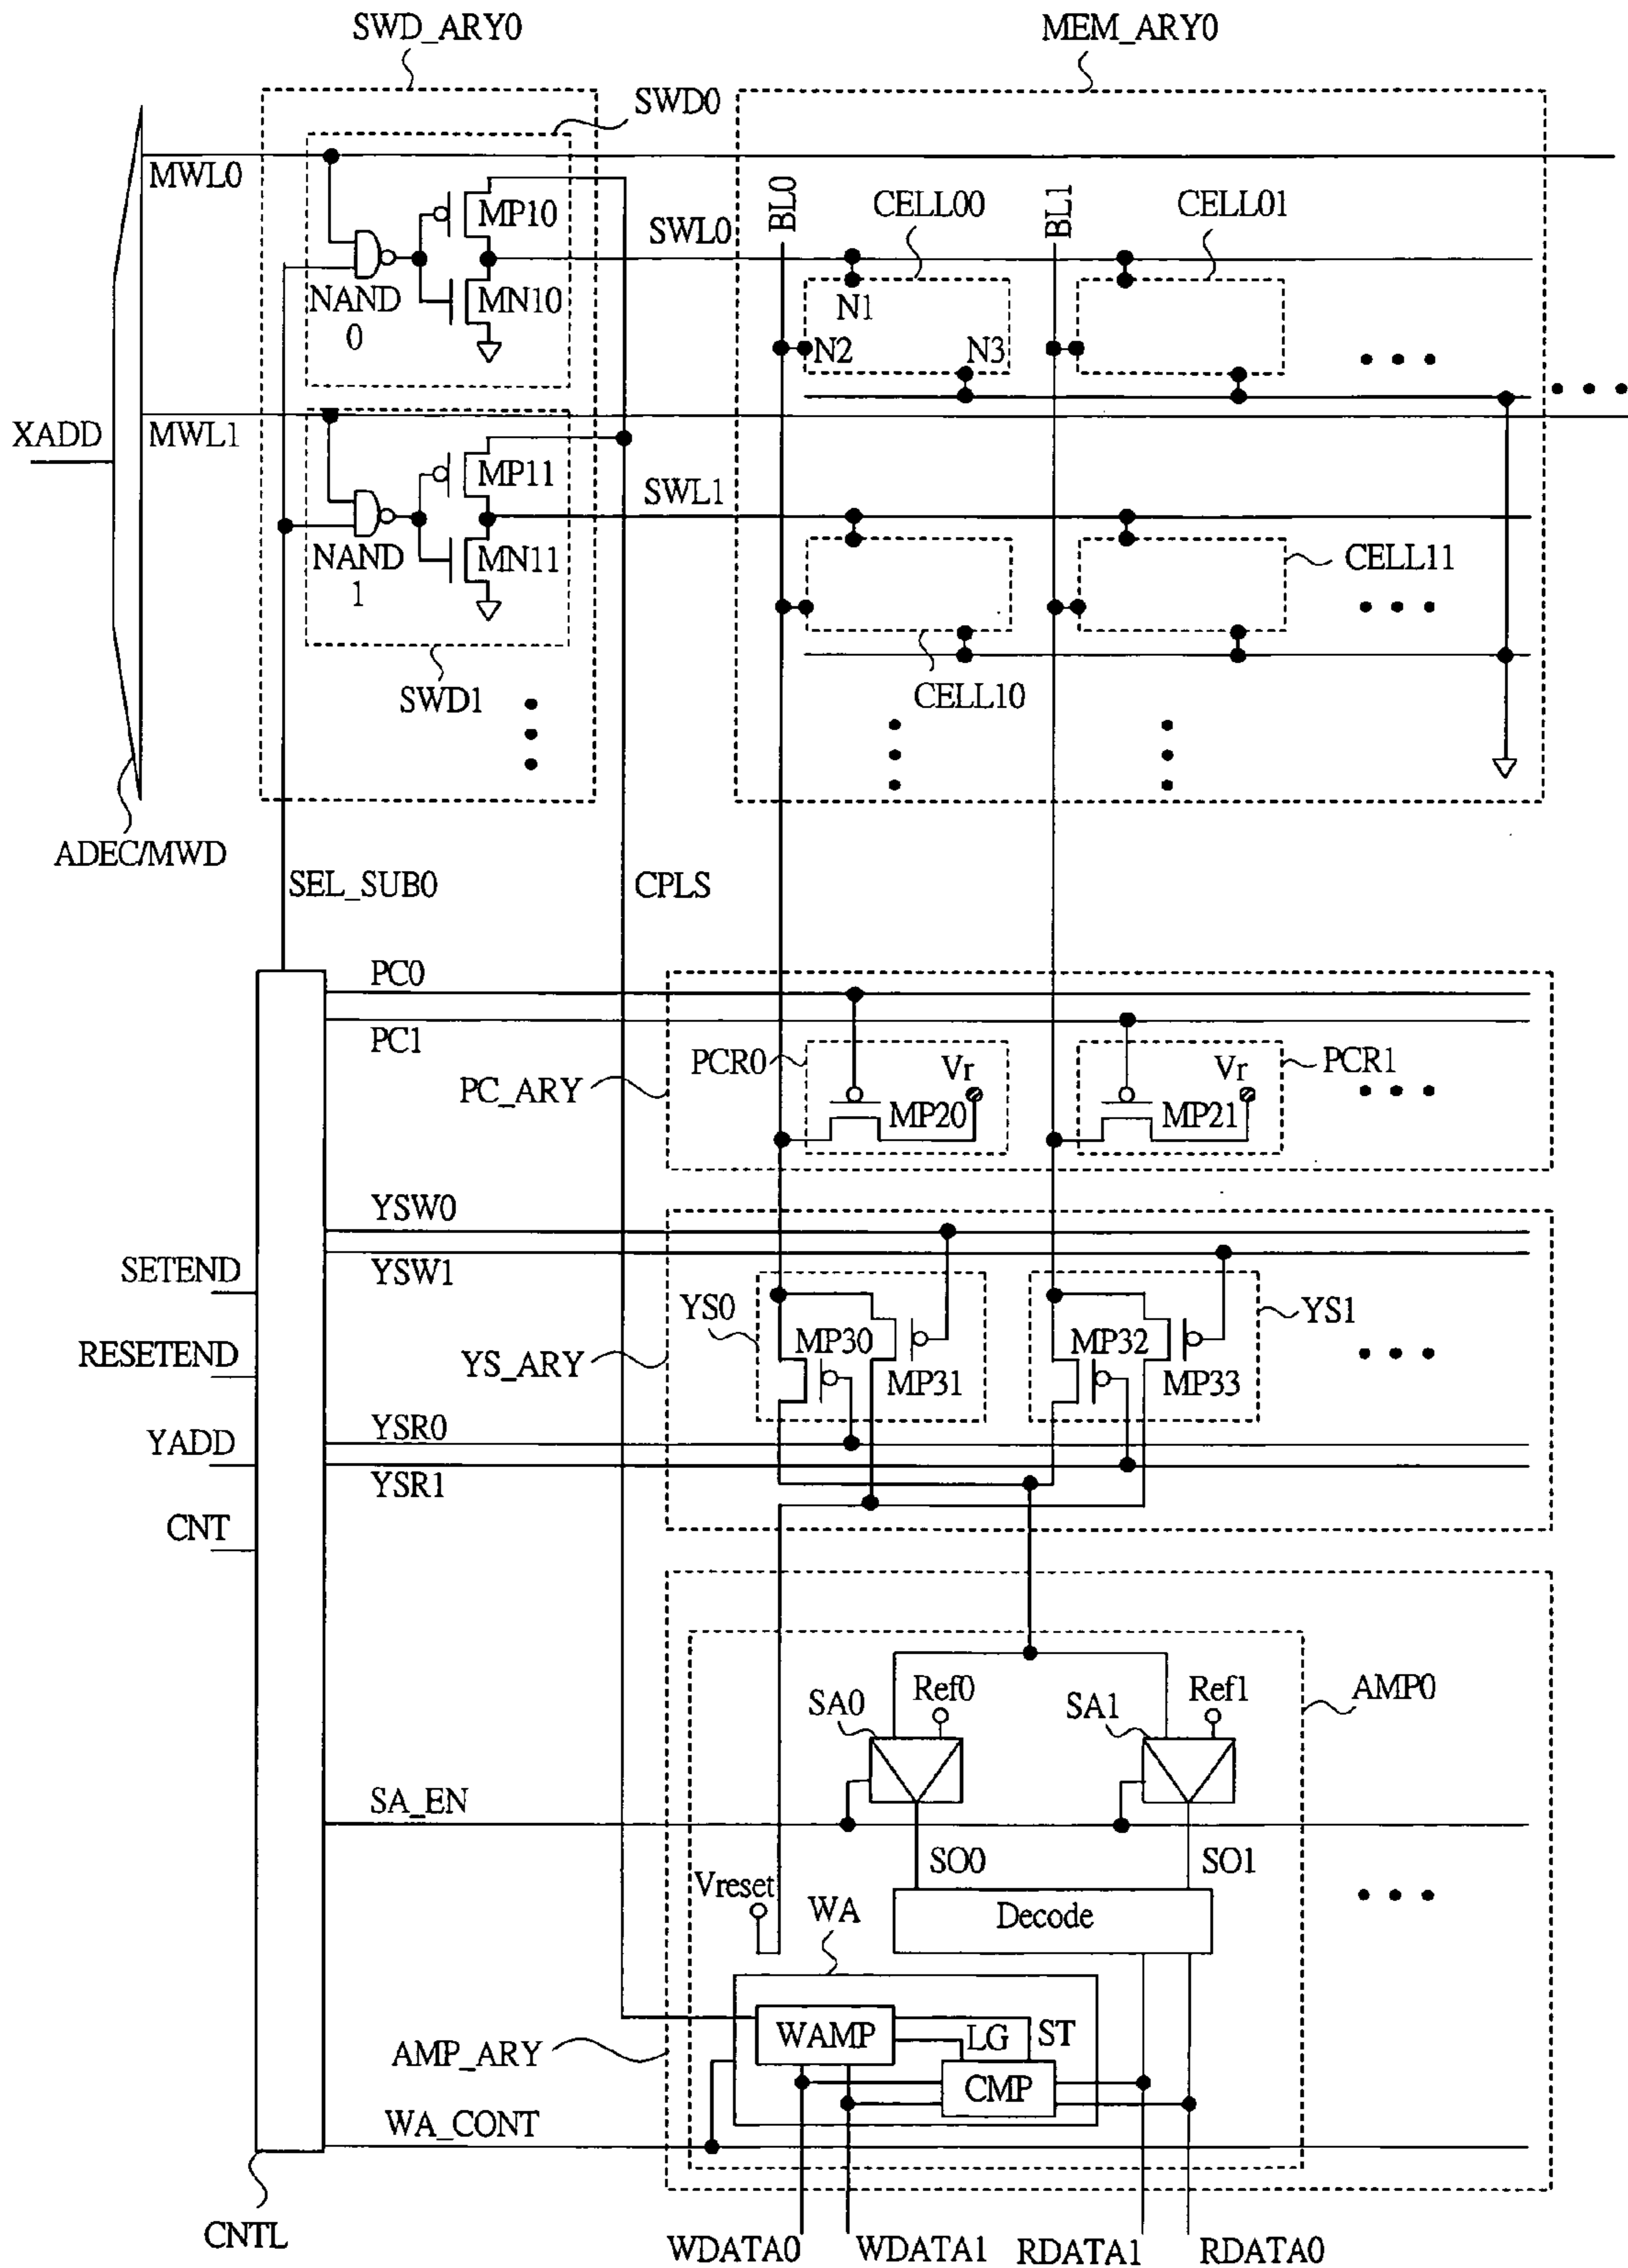 SWD_ARY0
MEM_ARY0
SWD0
MWL0
MP10
SWL0
BL0
CELL00
BL1
CELL01
NAND
0
MN10
N1
N2
N3
XADD
MWL1
MP11
SWL1
NAND
1
MN11
CELL11
SWD1
CELL10
ADEC/MWD
SEL_SUB0
CPLS
PC0
PC1
PCR0
Vr
Vr
PCR1
PC_ARY
MP20
MP21
YSW0
SETEND
YSW1
YS0
YS1
MP30
MP32
RESETEND
YS_ARY
MP31
MP33
YADD
YSR0
YSR1
CNT
Ref0
Ref1
AMP0
SA0
SA1
SA_EN
SO0
SO1
Vreset
WA
Decode
WAMP
LG
ST
AMP_ARY
CMP
WA_CONT
CNTL
WDATA0
WDATA1
RDATA1
RDATA0